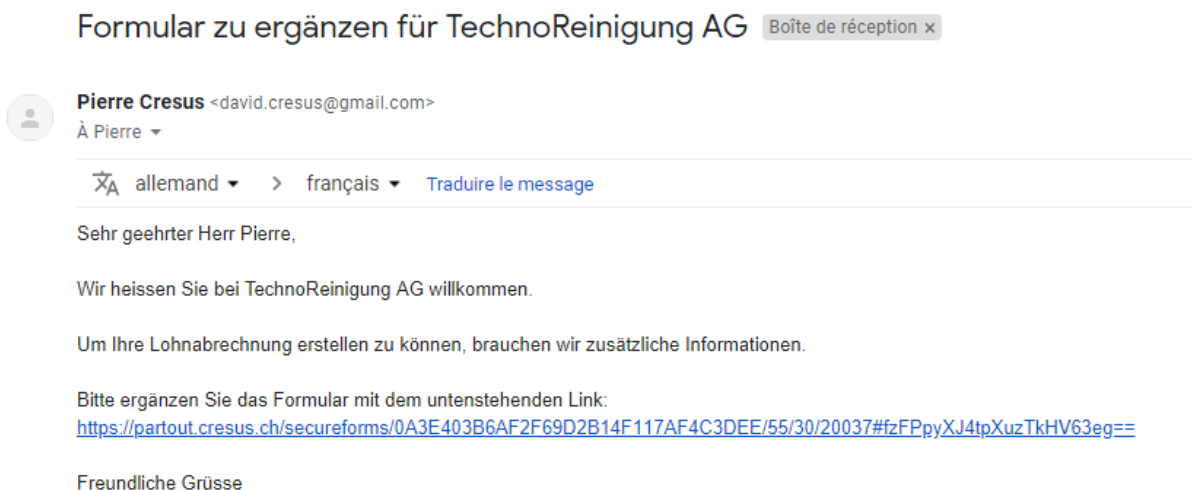 Formular zu ergänzen für TechnoReinigung AG Boîte de réception ×
Pierre Cresus <david.cresus@gmail.com>
À Pierre
allemand > français Traduire le message
Sehr geehrter Herr Pierre,
Wir heissen Sie bei TechnoReinigung AG willkommen.
Um Ihre Lohnabrechnung erstellen zu können, brauchen wir zusätzliche Informationen.
Bitte ergänzen Sie das Formular mit dem untenstehenden Link:
https://partout.cresus.ch/secureforms/0A3E403B6AF2F69D2B14F117AF4C3DEE/55/30/20037#fzFPpyXJ4tpXuzTkHV63eg==
Freundliche Grüsse